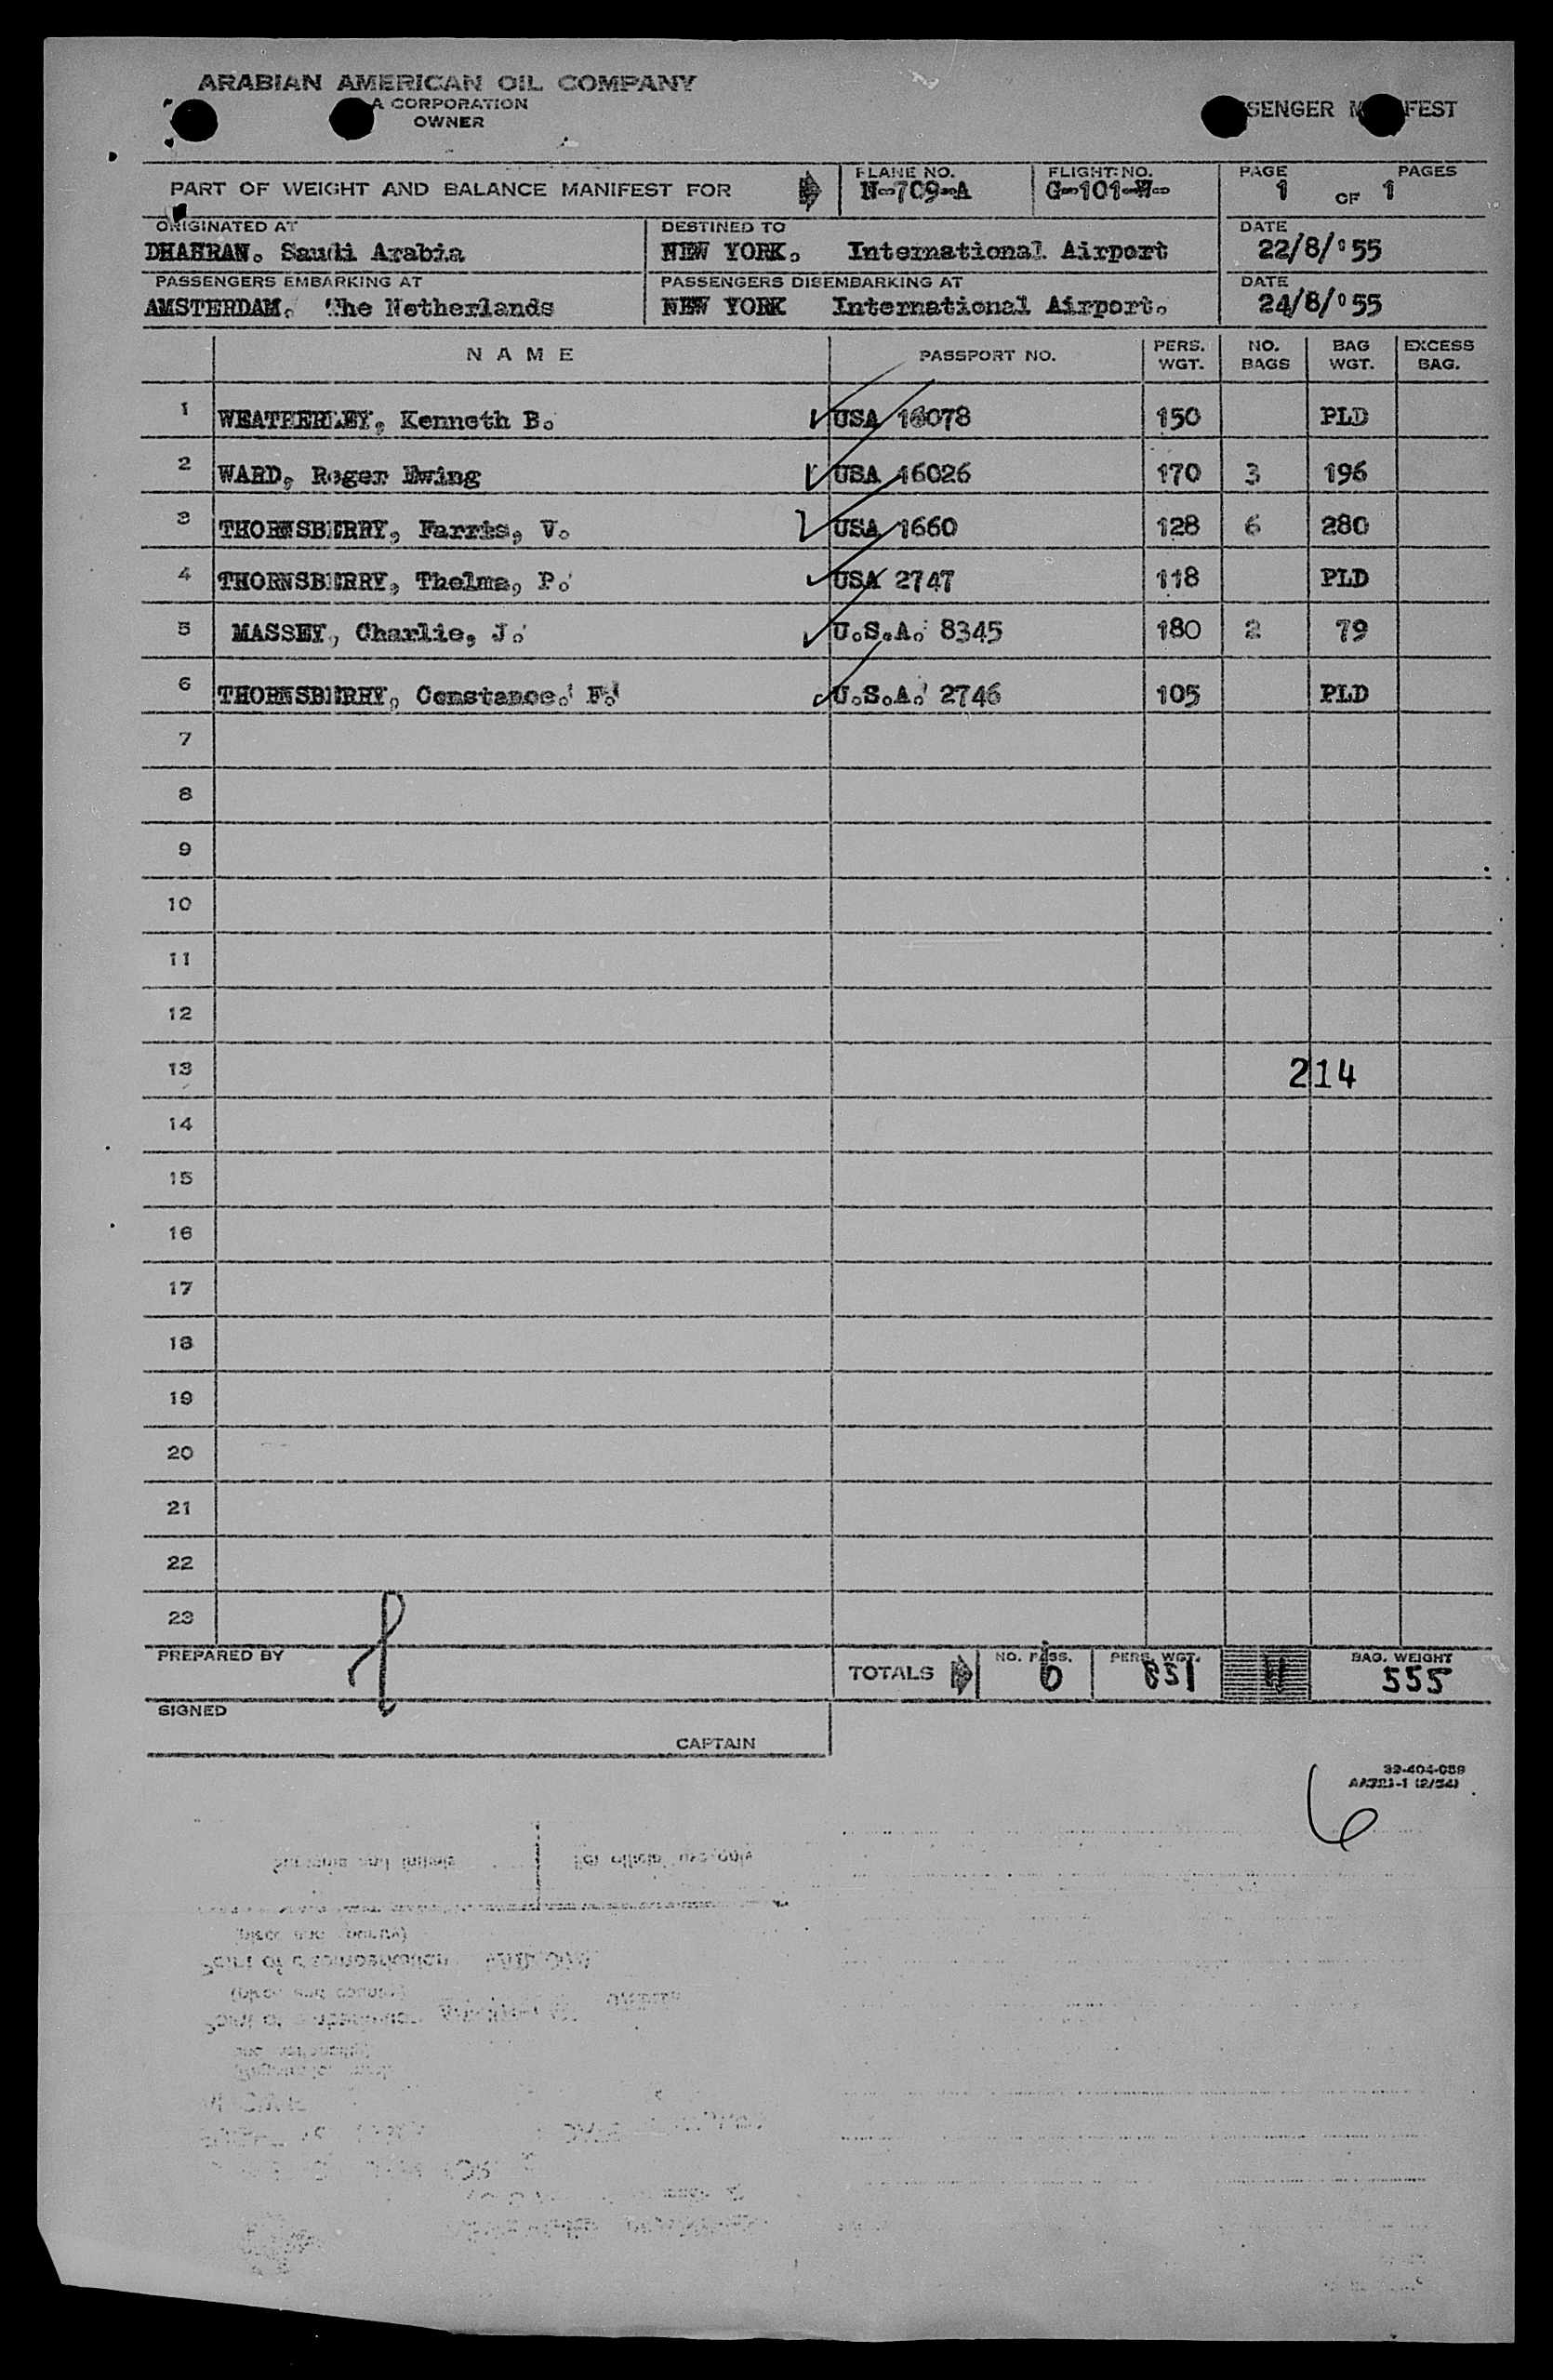 ARABIAN AMERICAN OIL COMPANY
A CORPORATION
OWNER
SENGER M FEST
PART OF WEIGHT AND BALANCE MANIFEST FOR
PLANE NO. N-709-A
FLIGHT NO. G-101-W-
PAGE 1 OF 1 PAGES
ORIGINATED AT
DHAHRAN. Saudi Arabia
DESTINED TO
NEW YORK. International Airport
DATE
22/8/'55
PASSENGERS EMBARKING AT
AMSTERDAM. The Netherlands
PASSENGERS DISEMBARKING AT
NEW YORK International Airport.
DATE
24/8/'55
NAME PASSPORT NO. PERS. WGT. NO. BAGS BAG WGT. EXCESS BAG.
1 WEATHERLEY, Kenneth B. USA 16078 150 PLD
2 WARD, Roger Ewing USA 16026 170 3 196
3 THORNSBERRY, Farris, V. USA 1660 128 6 280
4 THORNSBERRY, Thelma, P. USA 2747 118 PLD
5 MASSEY, Charlie, J. U.S.A. 8345 180 2 79
6 THORNSBERRY, Constance. F. U.S.A. 2746 105 PLD
7
8
9
10
11
12
13 214
14
15
16
17
18
19
20
21
22
23
PREPARED BY
TOTALS NO. PASS. 6 PERS. WGT. 851 11 BAG. WEIGHT 555
SIGNED
CAPTAIN
6